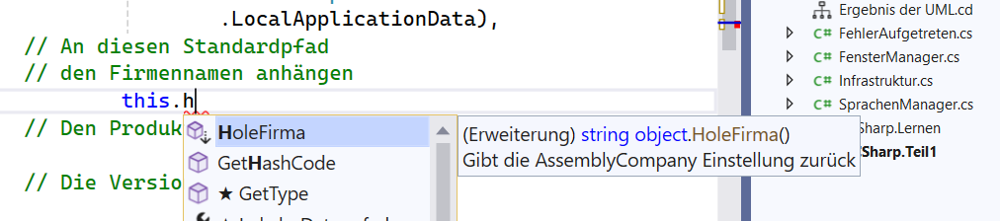 .LocalApplicationData),
// An diesen Standardpfad
// den Firmennamen anhängen
this.h
// Den Produk
// Die Versio
HoleFirma
GetHashCode
★ GetType
(Erweiterung) string object.HoleFirma()
Gibt die AssemblyCompany Einstellung zurück
Ergebnis der UML.cd
C# FehlerAufgetreten.cs
C# FensterManager.cs
C# Infrastruktur.cs
C# SprachenManager.cs
Sharp.Lernen
Sharp.Teil1